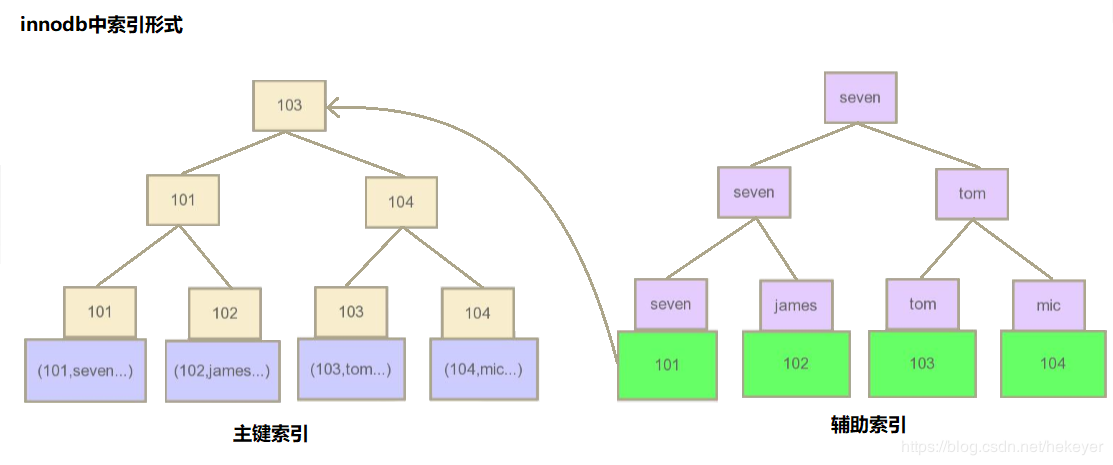 innodb中索引形式
103
101
104
101
102
103
104
(101,seven...)
(102,james...)
(103,tom...)
(104,mic...)
主键索引
seven
seven
tom
seven
james
tom
mic
101
102
103
104
辅助索引
https://blog.csdn.net/hekeyer